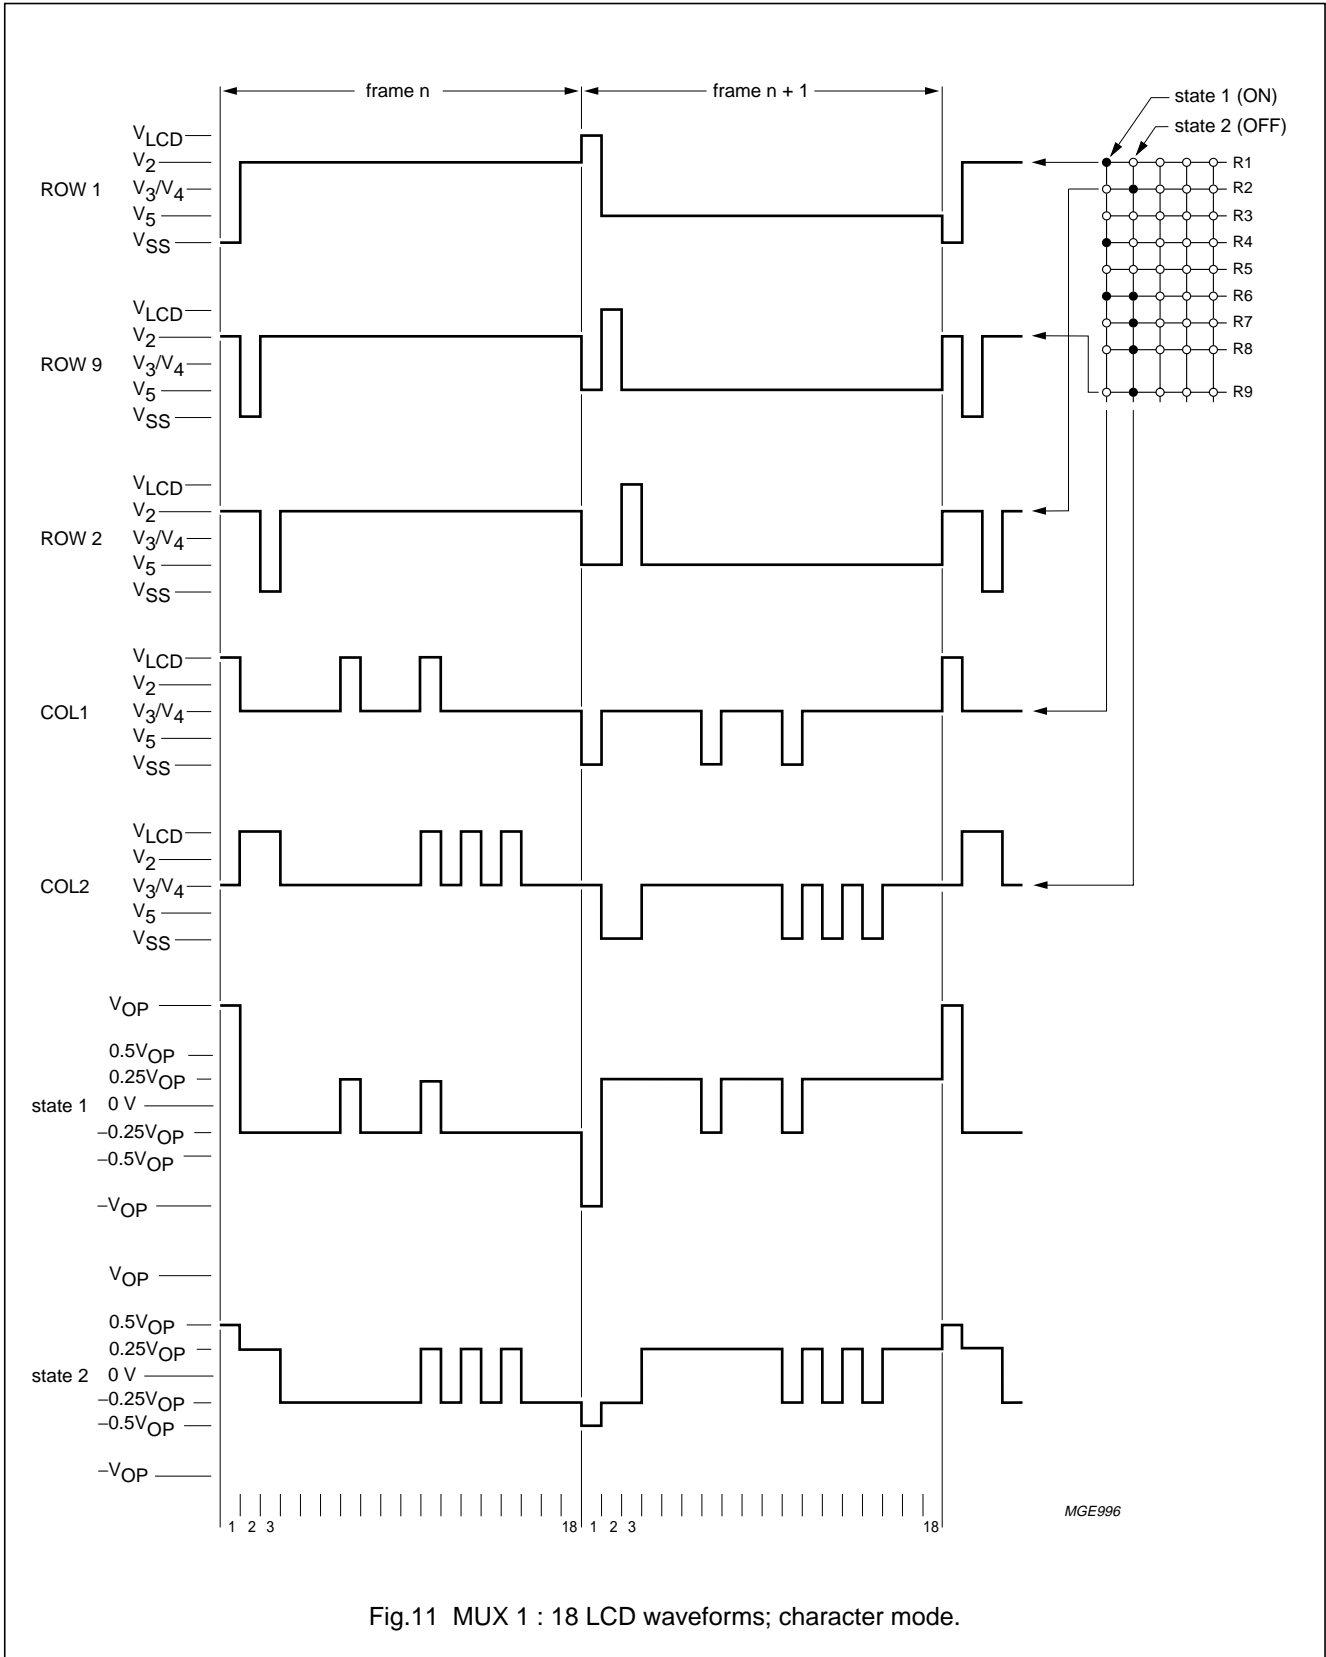 frame n
frame n + 1
state 1 (ON)
state 2 (OFF)
ROW 1
VLCD
V2
V3/V4
V5
VSS
R1
R2
R3
R4
R5
R6
R7
R8
R9
ROW 9
VLCD
V2
V3/V4
V5
VSS
ROW 2
VLCD
V2
V3/V4
V5
VSS
COL1
VLCD
V2
V3/V4
V5
VSS
COL2
VLCD
V2
V3/V4
V5
VSS
state 1
VOP
0.5VOP
0.25VOP
0 V
−0.25VOP
−0.5VOP
−VOP
state 2
VOP
0.5VOP
0.25VOP
0 V
−0.25VOP
−0.5VOP
−VOP
1 2 3 18 1 2 3 18
MGE996
Fig.11 MUX 1 : 18 LCD waveforms; character mode.